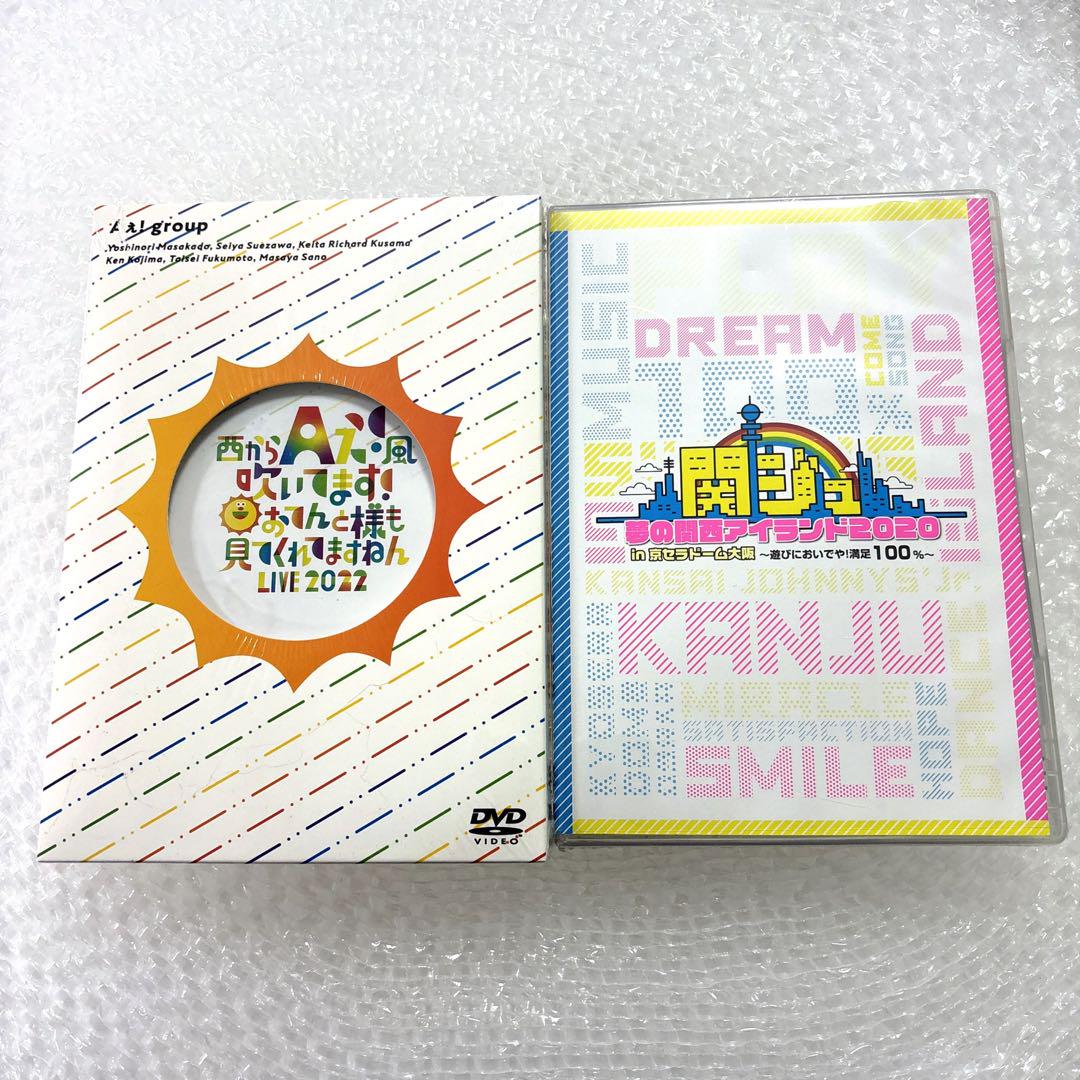 Aぇ! group
Yoshinori Masakado, Seiya Suezawa, Keita Richard Kusama
Ken Kojima, Taisei Fukumoto, Masaya Sano
西からAえ風
吹いてます!
おてんと様も
見てくれてますねん
LIVE 2022
DVD
VIDEO
MUSIC
DREAM
COME
SONG
100%
ISLAND
関ジュ
夢の関西アイランド2020
in 京セラドーム大阪 ~遊びにおいでや!満足100%~
KANSAI JOHNNYS' Jr.
KANJU
KYOCERA
DOME
OSAKA
MIRACLE
SATISFACTION
SMILE
HOPE
DANCE